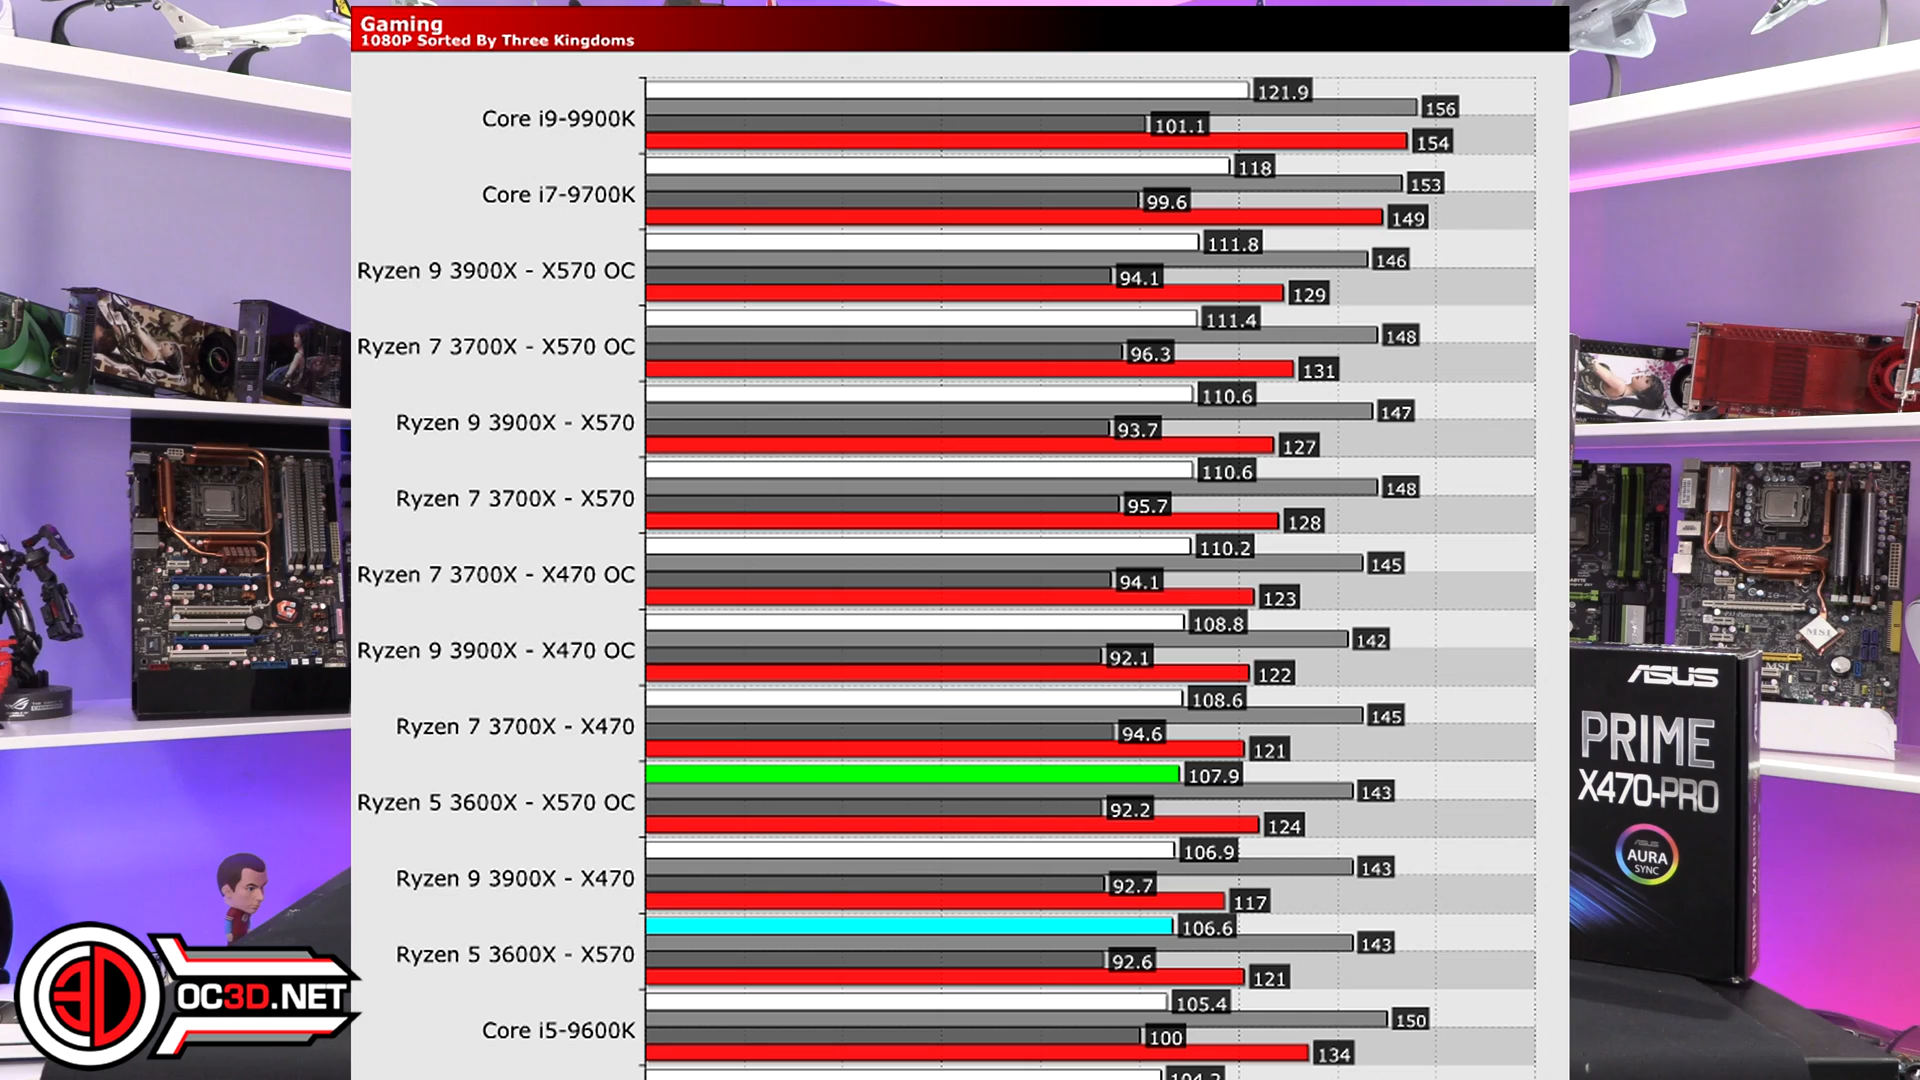 Gaming
1080P Sorted By Three Kingdoms
Core i9-9900K
121.9
156
101.1
154
Core i7-9700K
118
153
99.6
149
Ryzen 9 3900X - X570 OC
111.8
146
94.1
129
Ryzen 7 3700X - X570 OC
111.4
148
96.3
131
Ryzen 9 3900X - X570
110.6
147
93.7
127
Ryzen 7 3700X - X570
110.6
148
95.7
128
Ryzen 7 3700X - X470 OC
110.2
145
94.1
123
Ryzen 9 3900X - X470 OC
108.8
142
92.1
122
Ryzen 7 3700X - X470
108.6
145
94.6
121
Ryzen 5 3600X - X570 OC
107.9
143
92.2
124
Ryzen 9 3900X - X470
106.9
143
92.7
117
Ryzen 5 3600X - X570
106.6
143
92.6
121
Core i5-9600K
105.4
150
100
134
3D
OC3D.NET
ASUS
PRIME
X470-PRO
AURA
SYNC
MSI
MSI